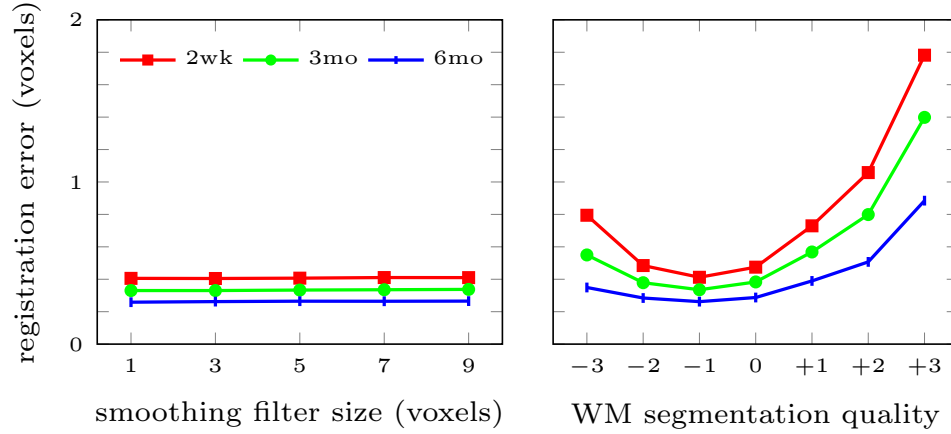 2
1
0
registration error (voxels)
2wk 3mo 6mo
1 3 5 7 9
smoothing filter size (voxels)
−3 −2 −1 0 +1 +2 +3
WM segmentation quality